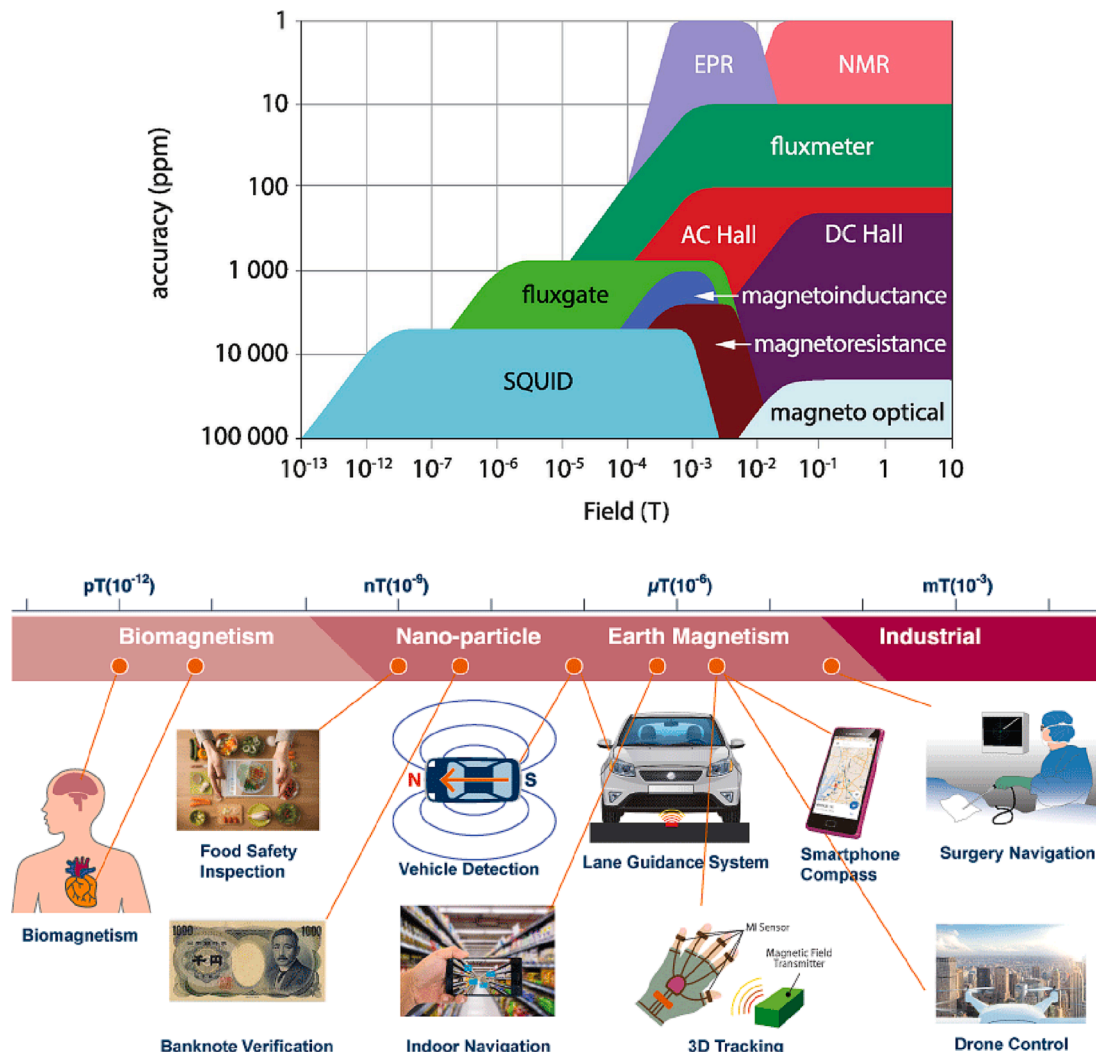 1
10
100
1 000
10 000
100 000
accuracy (ppm)
EPR
NMR
fluxmeter
AC Hall
DC Hall
fluxgate
magnetoinductance
magnetoresistance
SQUID
magneto optical
10⁻¹³
10⁻¹²
10⁻⁷
10⁻⁶
10⁻⁵
10⁻⁴
10⁻³
10⁻²
10⁻¹
1
10
Field (T)
pT(10⁻¹²)
nT(10⁻⁹)
μT(10⁻⁶)
mT(10⁻³)
Biomagnetism
Nano-particle
Earth Magnetism
Industrial
N
S
Food Safety
Inspection
Vehicle Detection
Lane Guidance System
Smartphone
Compass
Surgery Navigation
Biomagnetism
1000
1000
千円
MI Sensor
Magnetic Field
Transmitter
Banknote Verification
Indoor Navigation
3D Tracking
Drone Control